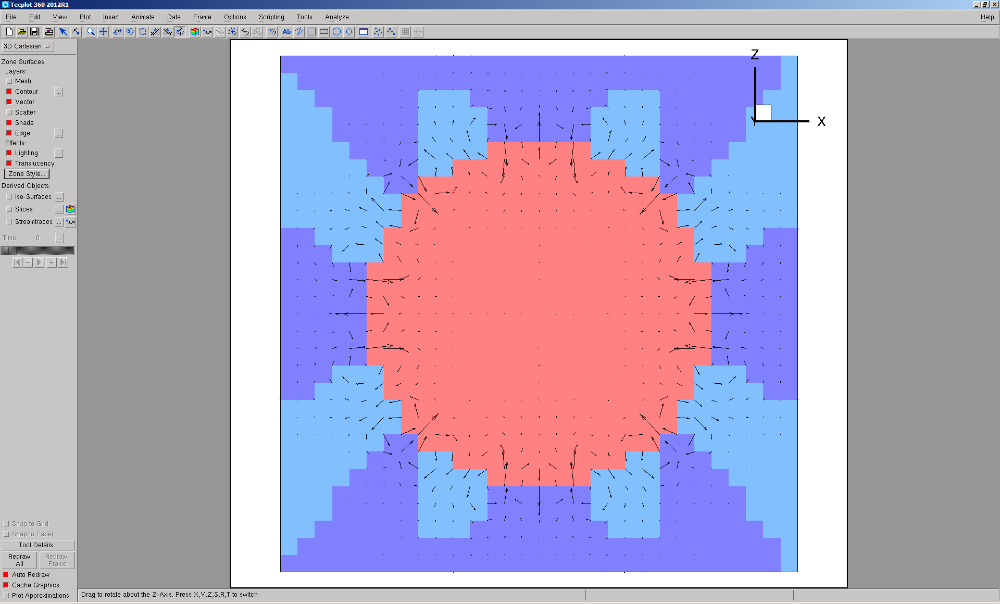 Tecplot 360 2012R1
File Edit View Plot Insert Animate Data Frame Options Scripting Tools Analyze Help
Ab
3D Cartesian
Zone Surfaces
Layers:
Mesh
Contour ...
Vector
Scatter
Shade
Edge ...
Effects:
Lighting ...
Translucency
Zone Style...
Derived Objects:
Iso-Surfaces ...
Slices ...
Streamtraces ...
Time 0 ...
Snap to Grid
Snap to Paper
Tool Details...
Redraw All
Redraw Frame
Auto Redraw
Cache Graphics
Plot Approximations
Z
Y
X
Drag to rotate about the Z-Axis. Press X,Y,Z,S,R,T to switch